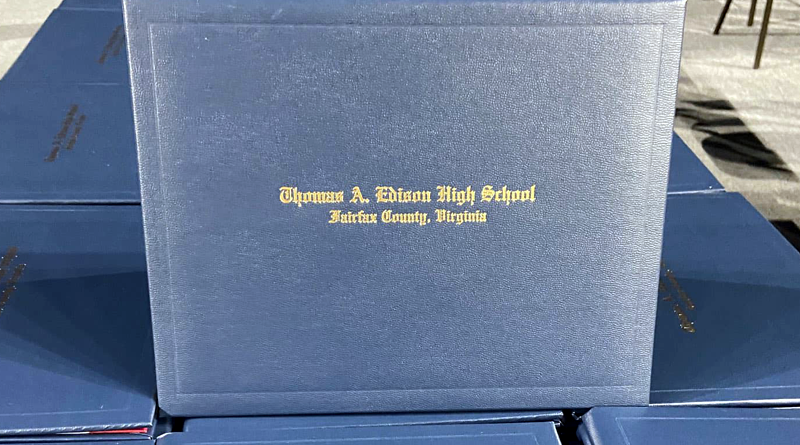 Thomas A. Edison High School
Fairfax County, Virginia